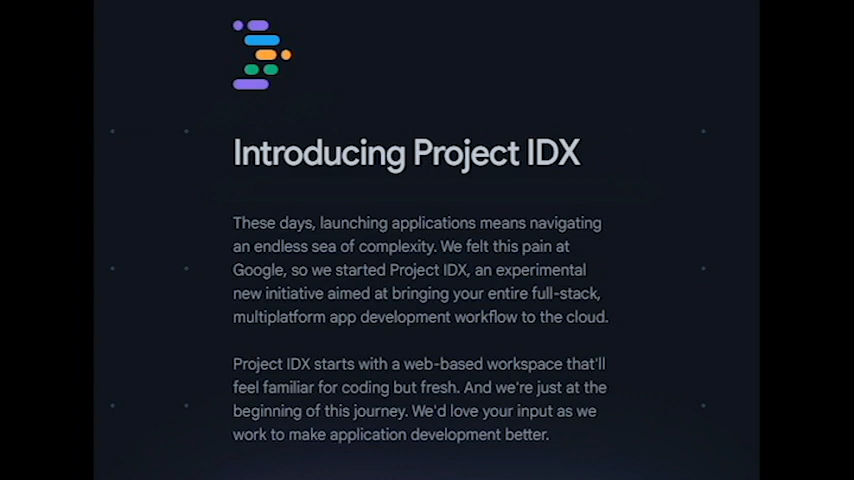 Introducing Project IDX
These days, launching applications means navigating
an endless sea of complexity. We felt this pain at
Google, so we started Project IDX, an experimental
new initiative aimed at bringing your entire full-stack,
multiplatform app development workflow to the cloud.
Project IDX starts with a web-based workspace that'll
feel familiar for coding but fresh. And we're just at the
beginning of this journey. We'd love your input as we
work to make application development better.